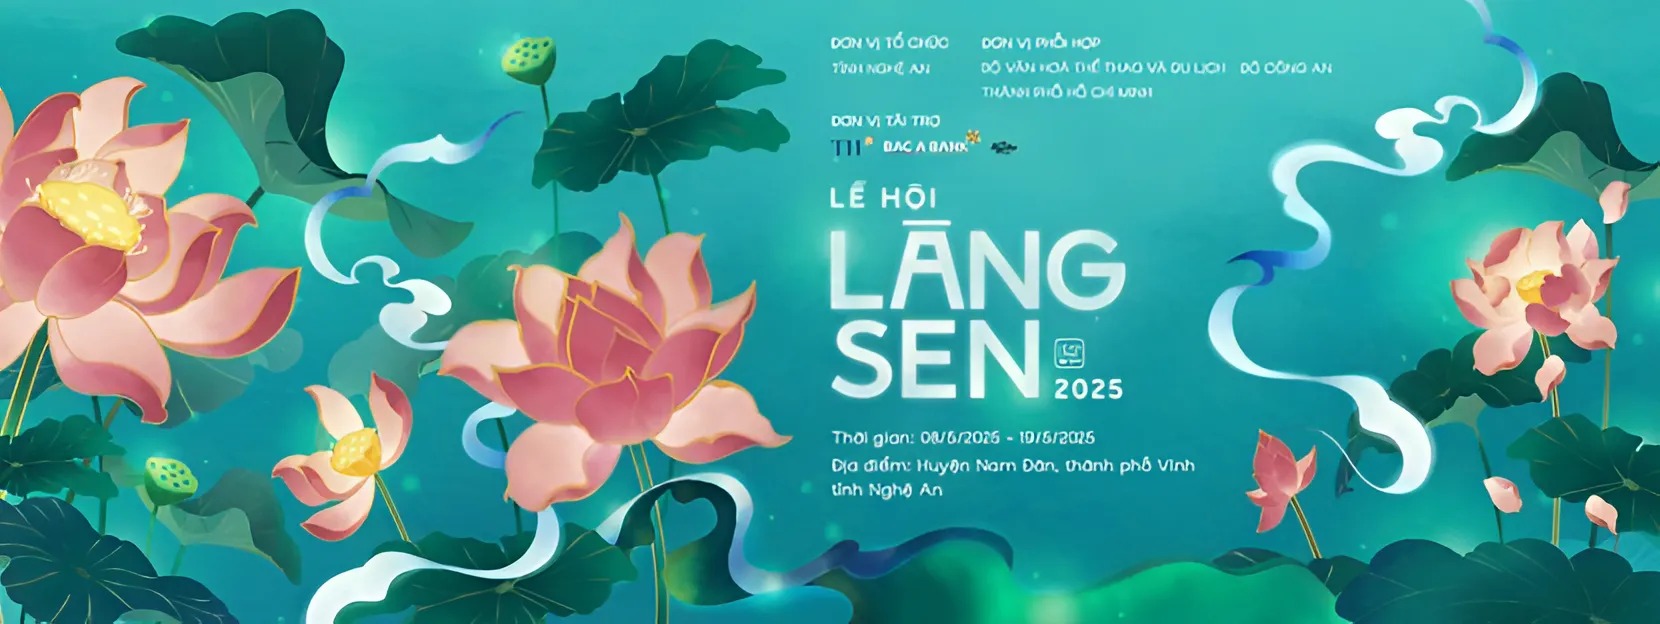 ĐƠN VỊ TỔ CHỨC
TỈNH NGHỆ AN
ĐƠN VỊ PHỐI HỢP
BỘ VĂN HOÁ THỂ THAO VÀ DU LỊCH BỘ CÔNG AN
THÀNH PHỐ HỒ CHÍ MINH
ĐƠN VỊ TÀI TRỢ
TH BAC A BANK
LỄ HỘI
LÀNG
SEN
2025
Thời gian: /5/2025 - 19/5/2025
Địa điểm: Huyện Nam Đàn, thành phố Vinh
tỉnh Nghệ An